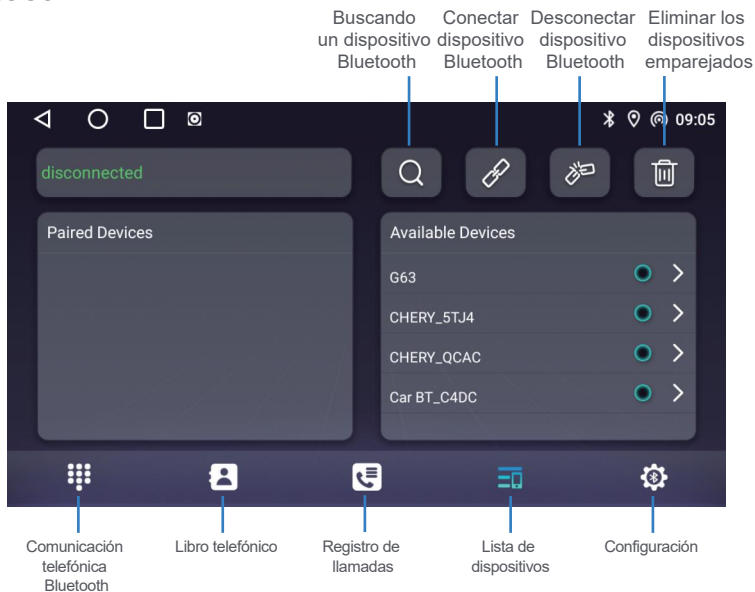 Buscando
un dispositivo
Bluetooth
Conectar
dispositivo
Bluetooth
Desconectar
dispositivo
Bluetooth
Eliminar los
dispositivos
emparejados
09:05
disconnected
Paired Devices
Available Devices
G63
CHERY_5TJ4
CHERY_QCAC
Car BT_C4DC
Comunicación
telefónica
Bluetooth
Libro telefónico
Registro de
llamadas
Lista de
dispositivos
Configuración